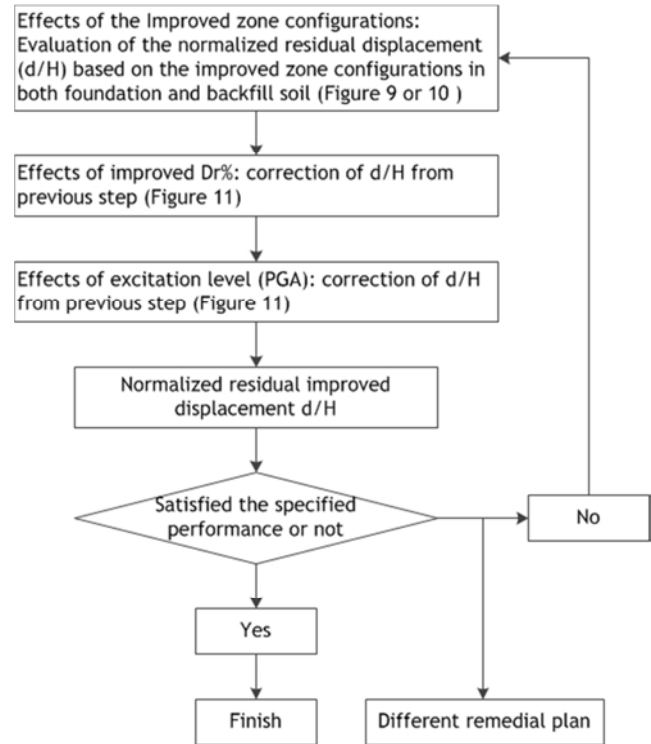 Effects of the Improved zone configurations:
Evaluation of the normalized residual displacement
(d/H) based on the improved zone configurations in
both foundation and backfill soil (Figure 9 or 10 )
Effects of improved Dr%: correction of d/H from
previous step (Figure 11)
Effects of excitation level (PGA): correction of d/H
from previous step (Figure 11)
Normalized residual improved
displacement d/H
Satisfied the specified
performance or not
No
Yes
Finish
Different remedial plan